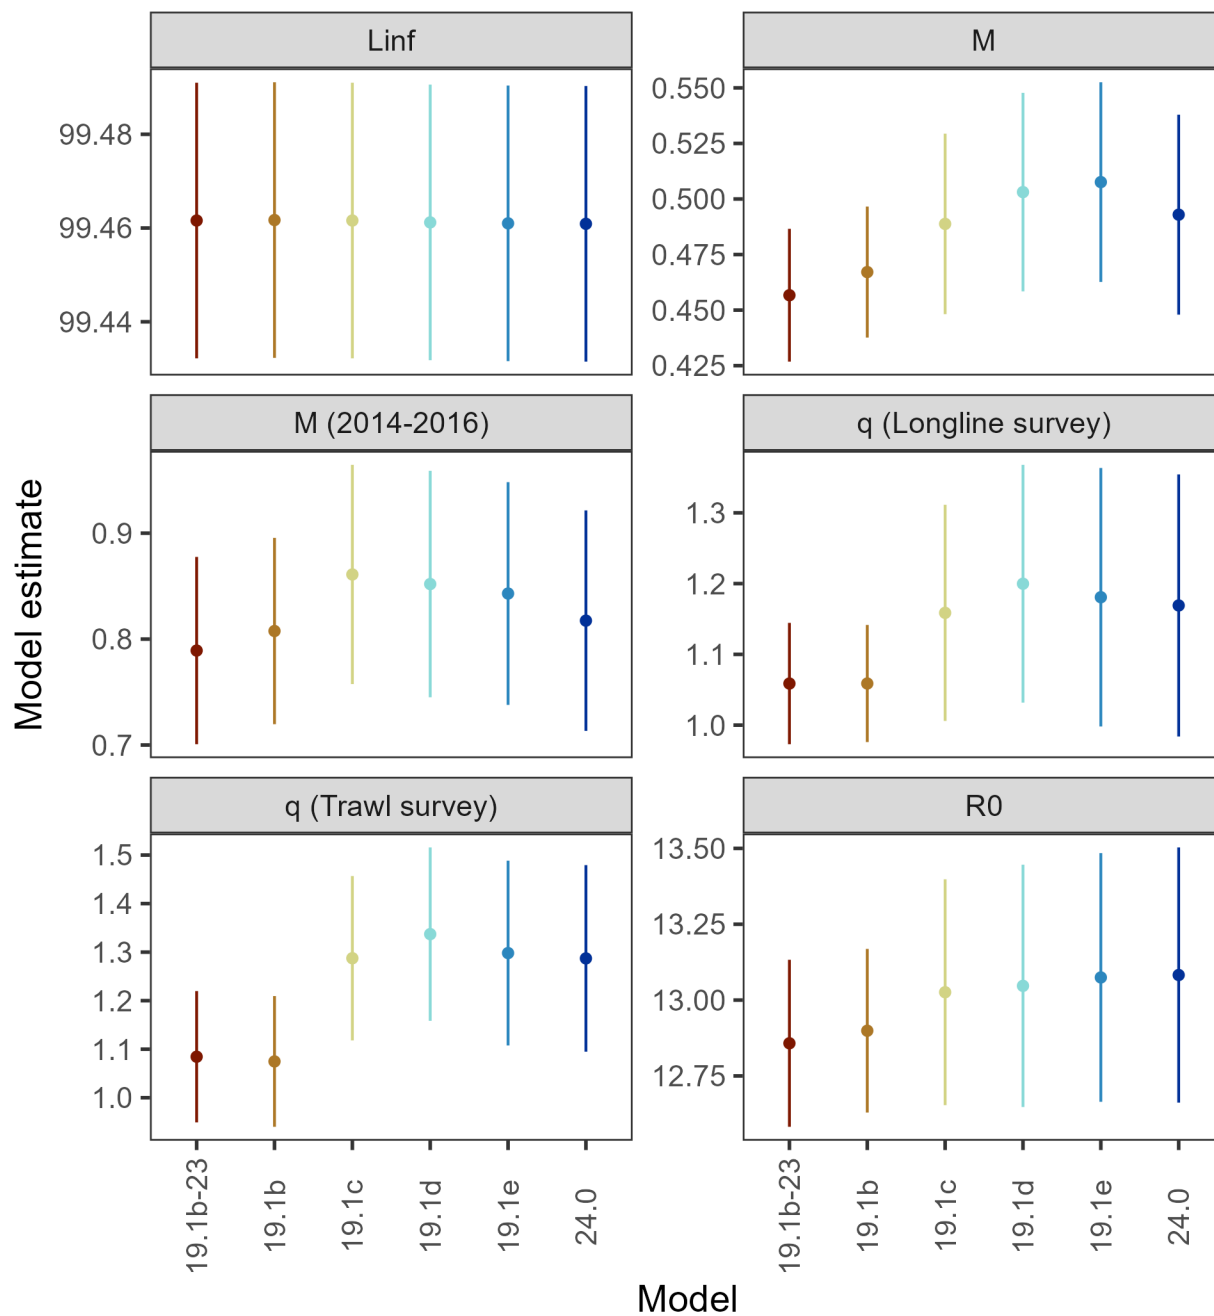 Linf
M
99.48
99.46
99.44
0.550
0.525
0.500
0.475
0.450
0.425
M (2014-2016)
q (Longline survey)
0.9
0.8
0.7
1.3
1.2
1.1
1.0
q (Trawl survey)
R0
1.5
1.4
1.3
1.2
1.1
1.0
13.50
13.25
13.00
12.75
19.1b-23
19.1b
19.1c
19.1d
19.1e
24.0
19.1b-23
19.1b
19.1c
19.1d
19.1e
24.0
Model estimate
Model